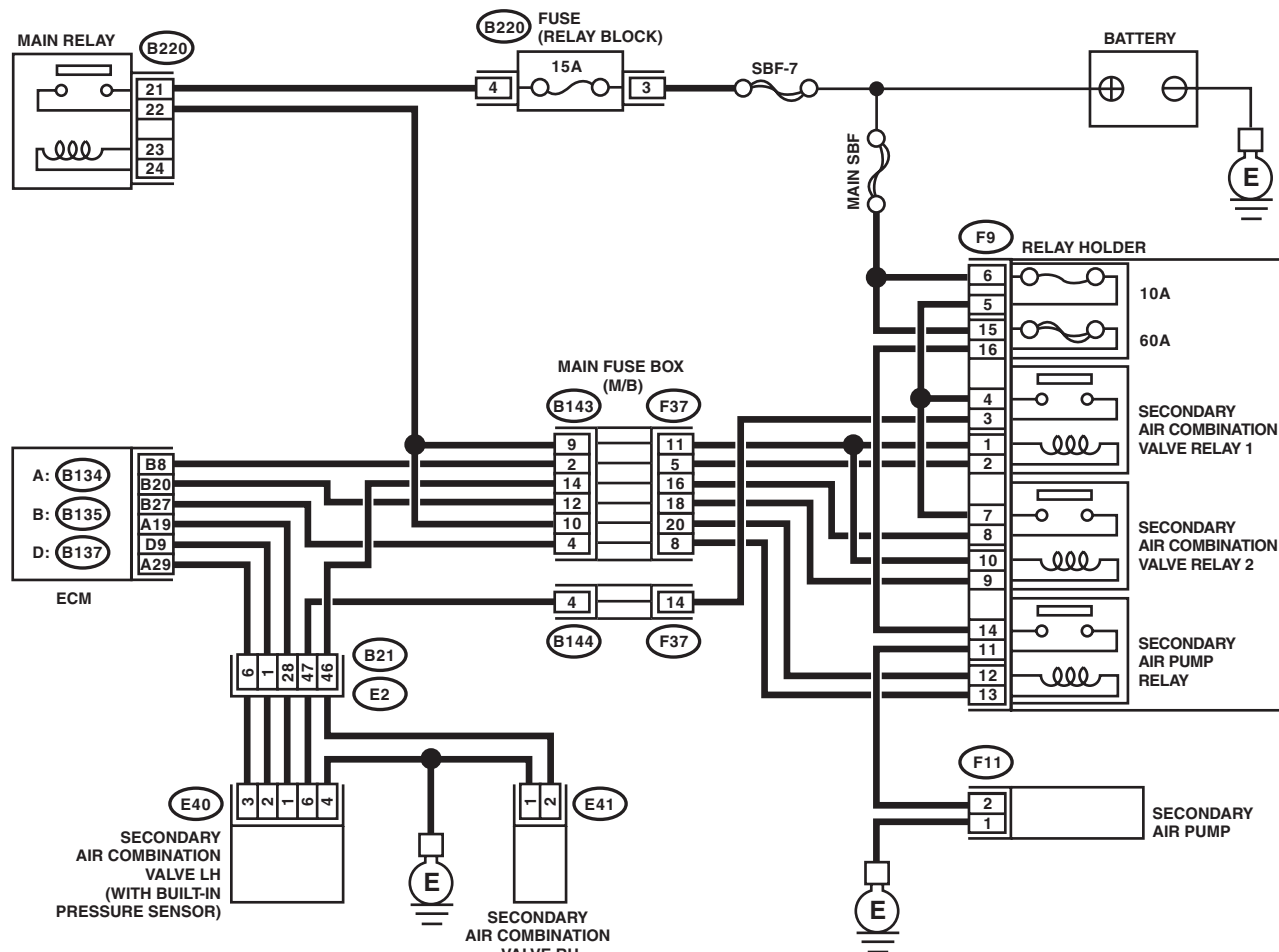 MAIN RELAY
B220
21
22
23
24
B220
FUSE
(RELAY BLOCK)
15A
4
3
SBF-7
BATTERY
E
MAIN SBF
F9
RELAY HOLDER
6
5
15
16
4
3
1
2
7
8
10
9
14
11
12
13
10A
60A
SECONDARY
AIR COMBINATION
VALVE RELAY 1
SECONDARY
AIR COMBINATION
VALVE RELAY 2
SECONDARY
AIR PUMP
RELAY
MAIN FUSE BOX
(M/B)
B143
F37
9
11
2
5
14
16
12
18
10
20
4
8
4
14
B144
F37
A: B134
B: B135
D: B137
B8
B20
B27
A19
D9
A29
ECM
6
1
28
47
46
B21
E2
E40
3
2
1
6
4
SECONDARY
AIR COMBINATION
VALVE LH
(WITH BUILT-IN
PRESSURE SENSOR)
E
1
2
E41
SECONDARY
AIR COMBINATION
F11
2
1
SECONDARY
AIR PUMP
E